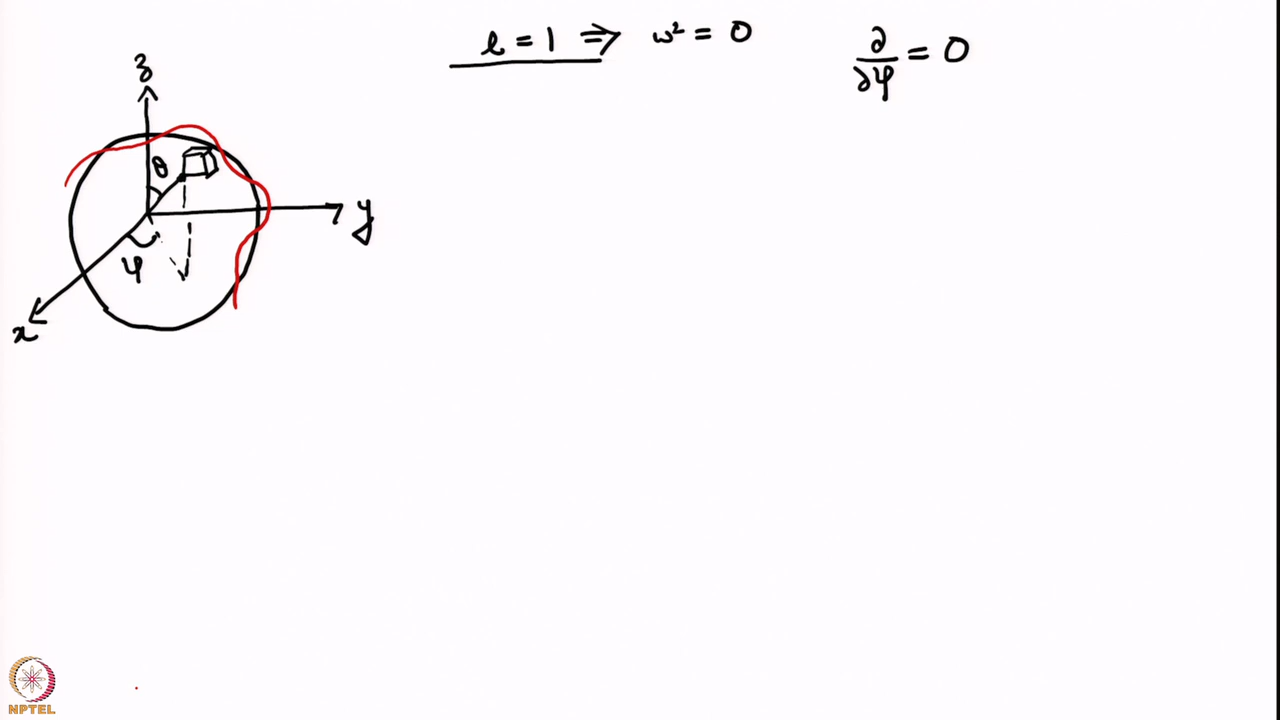 l = 1 ⇒ ω² = 0
∂/∂φ = 0
z
θ
y
φ
x
NPTEL